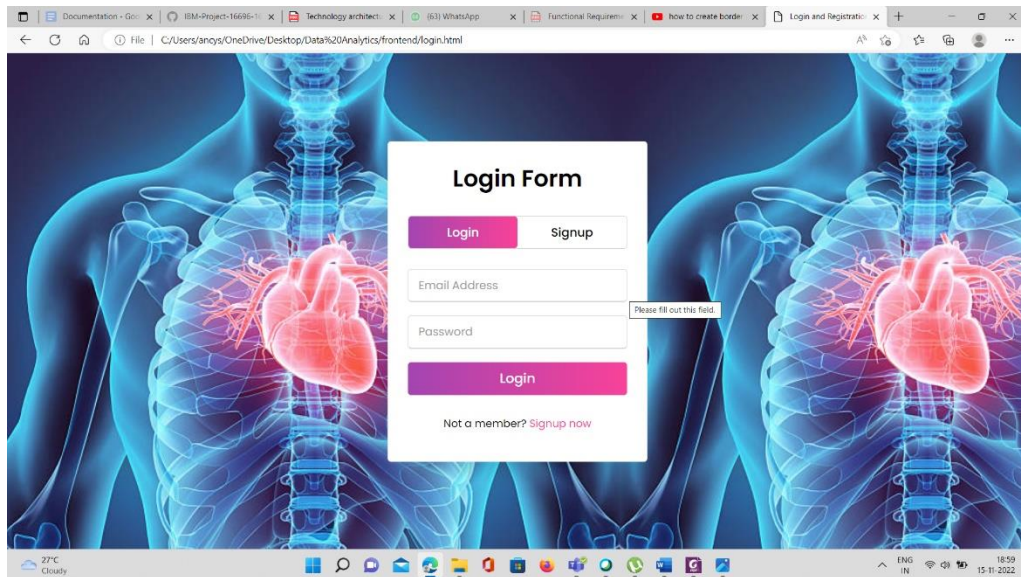 Documentation - Goo
IBM-Project-16696-1
Technology architect
(63) WhatsApp
Functional Requireme
how to create border
Login and Registratio
File | C:/Users/ancys/OneDrive/Desktop/Data%20Analytics/frontend/login.html
Login Form
Login Signup
Email Address
Please fill out this field.
Password
Login
Not a member? Signup now
27°C
Cloudy
ENG
IN
18:59
15-11-2022